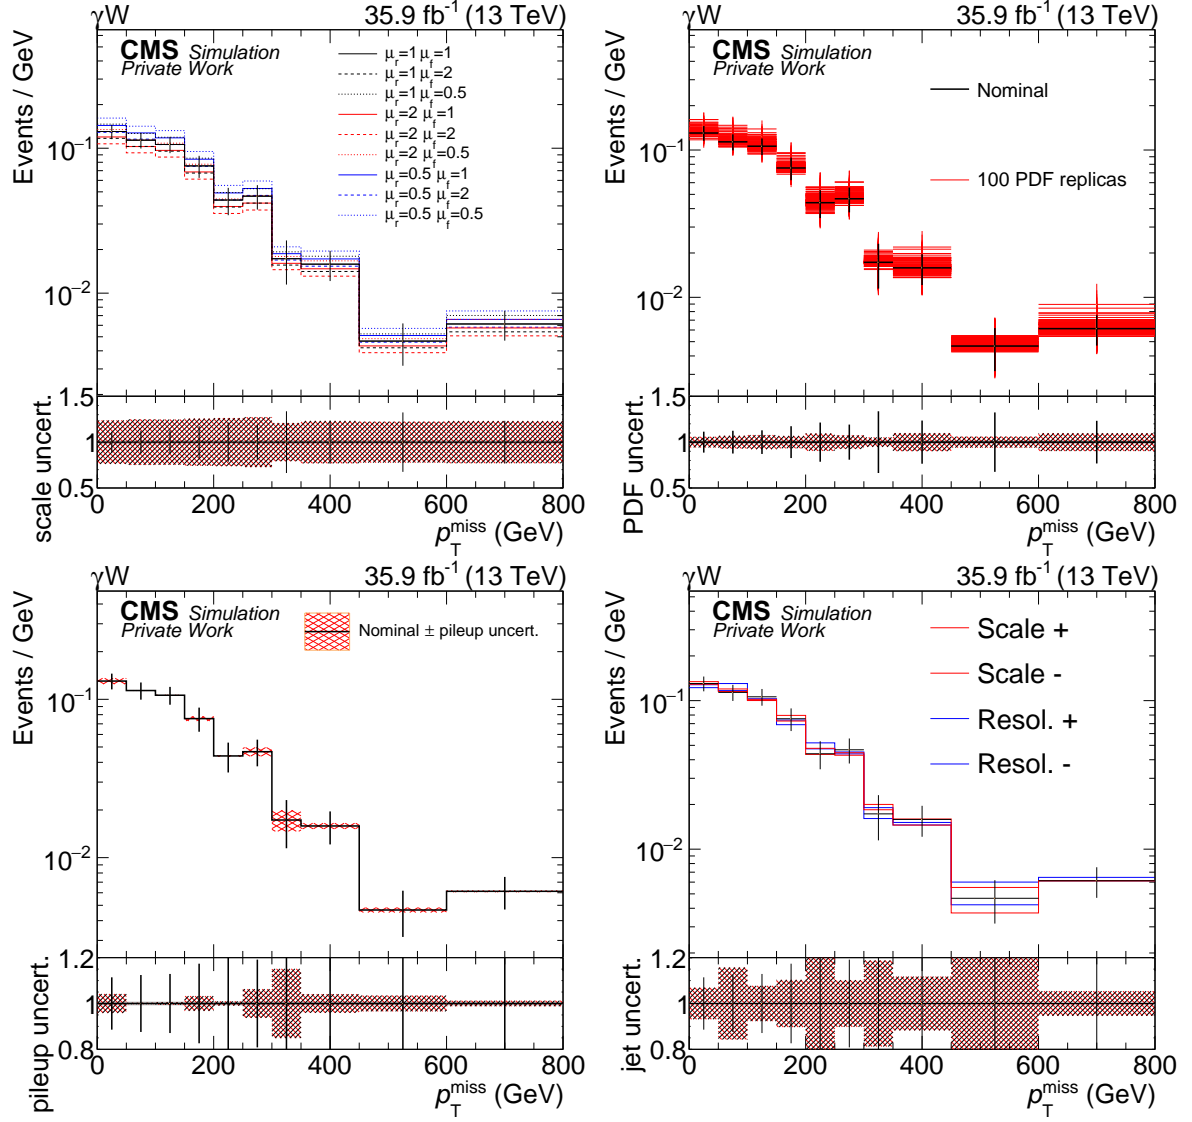 γW 35.9 fb⁻¹ (13 TeV)
CMS Simulation
Private Work
Events / GeV
μr=1 μf=1
μr=1 μf=2
μr=1 μf=0.5
μr=2 μf=1
μr=2 μf=2
μr=2 μf=0.5
μr=0.5 μf=1
μr=0.5 μf=2
μr=0.5 μf=0.5
10⁻¹
10⁻²
scale uncert.
1.5
1
0.5
0 200 400 600 800
pTmiss (GeV)
γW 35.9 fb⁻¹ (13 TeV)
CMS Simulation
Private Work
Events / GeV
Nominal
100 PDF replicas
10⁻¹
10⁻²
PDF uncert.
1.5
1
0.5
0 200 400 600 800
pTmiss (GeV)
γW 35.9 fb⁻¹ (13 TeV)
CMS Simulation
Private Work
Events / GeV
Nominal ± pileup uncert.
10⁻¹
10⁻²
pileup uncert.
1.2
1
0.8
0 200 400 600 800
pTmiss (GeV)
γW 35.9 fb⁻¹ (13 TeV)
CMS Simulation
Private Work
Events / GeV
Scale +
Scale -
Resol. +
Resol. -
10⁻¹
10⁻²
jet uncert.
1.2
1
0.8
0 200 400 600 800
pTmiss (GeV)